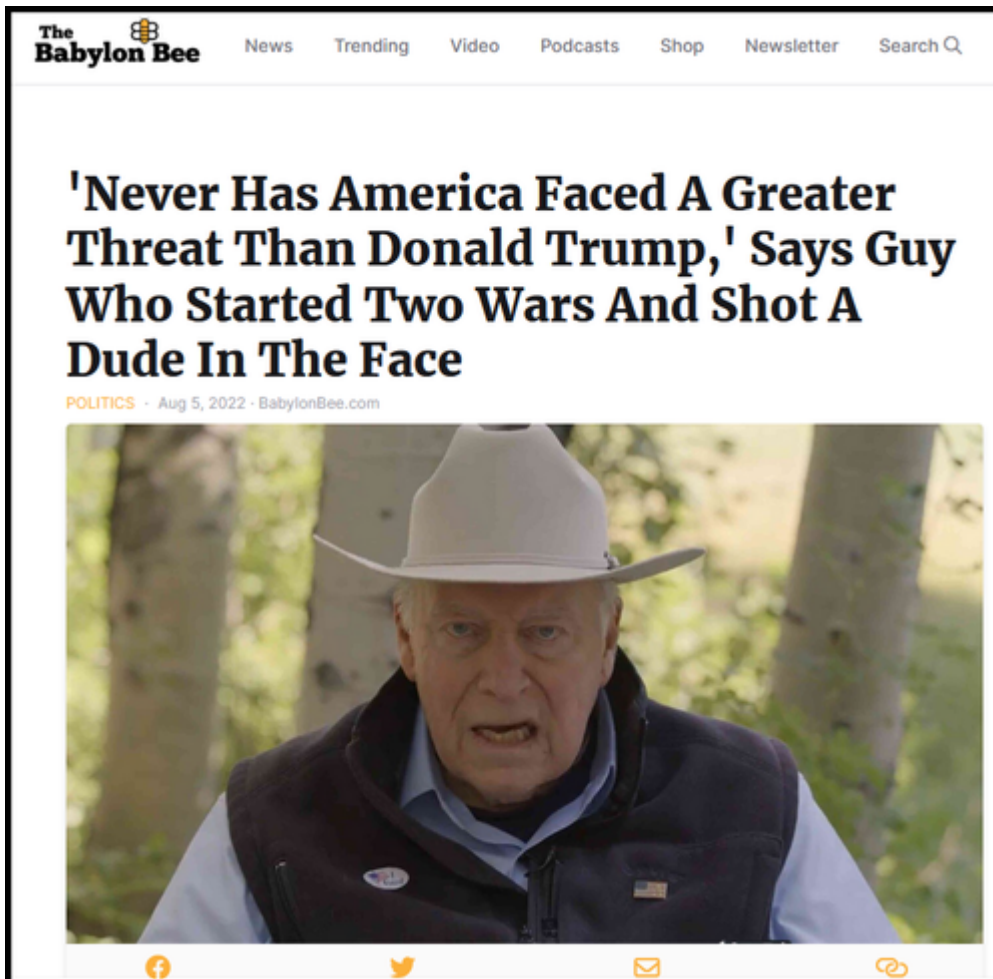 The
Babylon Bee
News Trending Video Podcasts Shop Newsletter Search
'Never Has America Faced A Greater
Threat Than Donald Trump,' Says Guy
Who Started Two Wars And Shot A
Dude In The Face
POLITICS · Aug 5, 2022 · BabylonBee.com